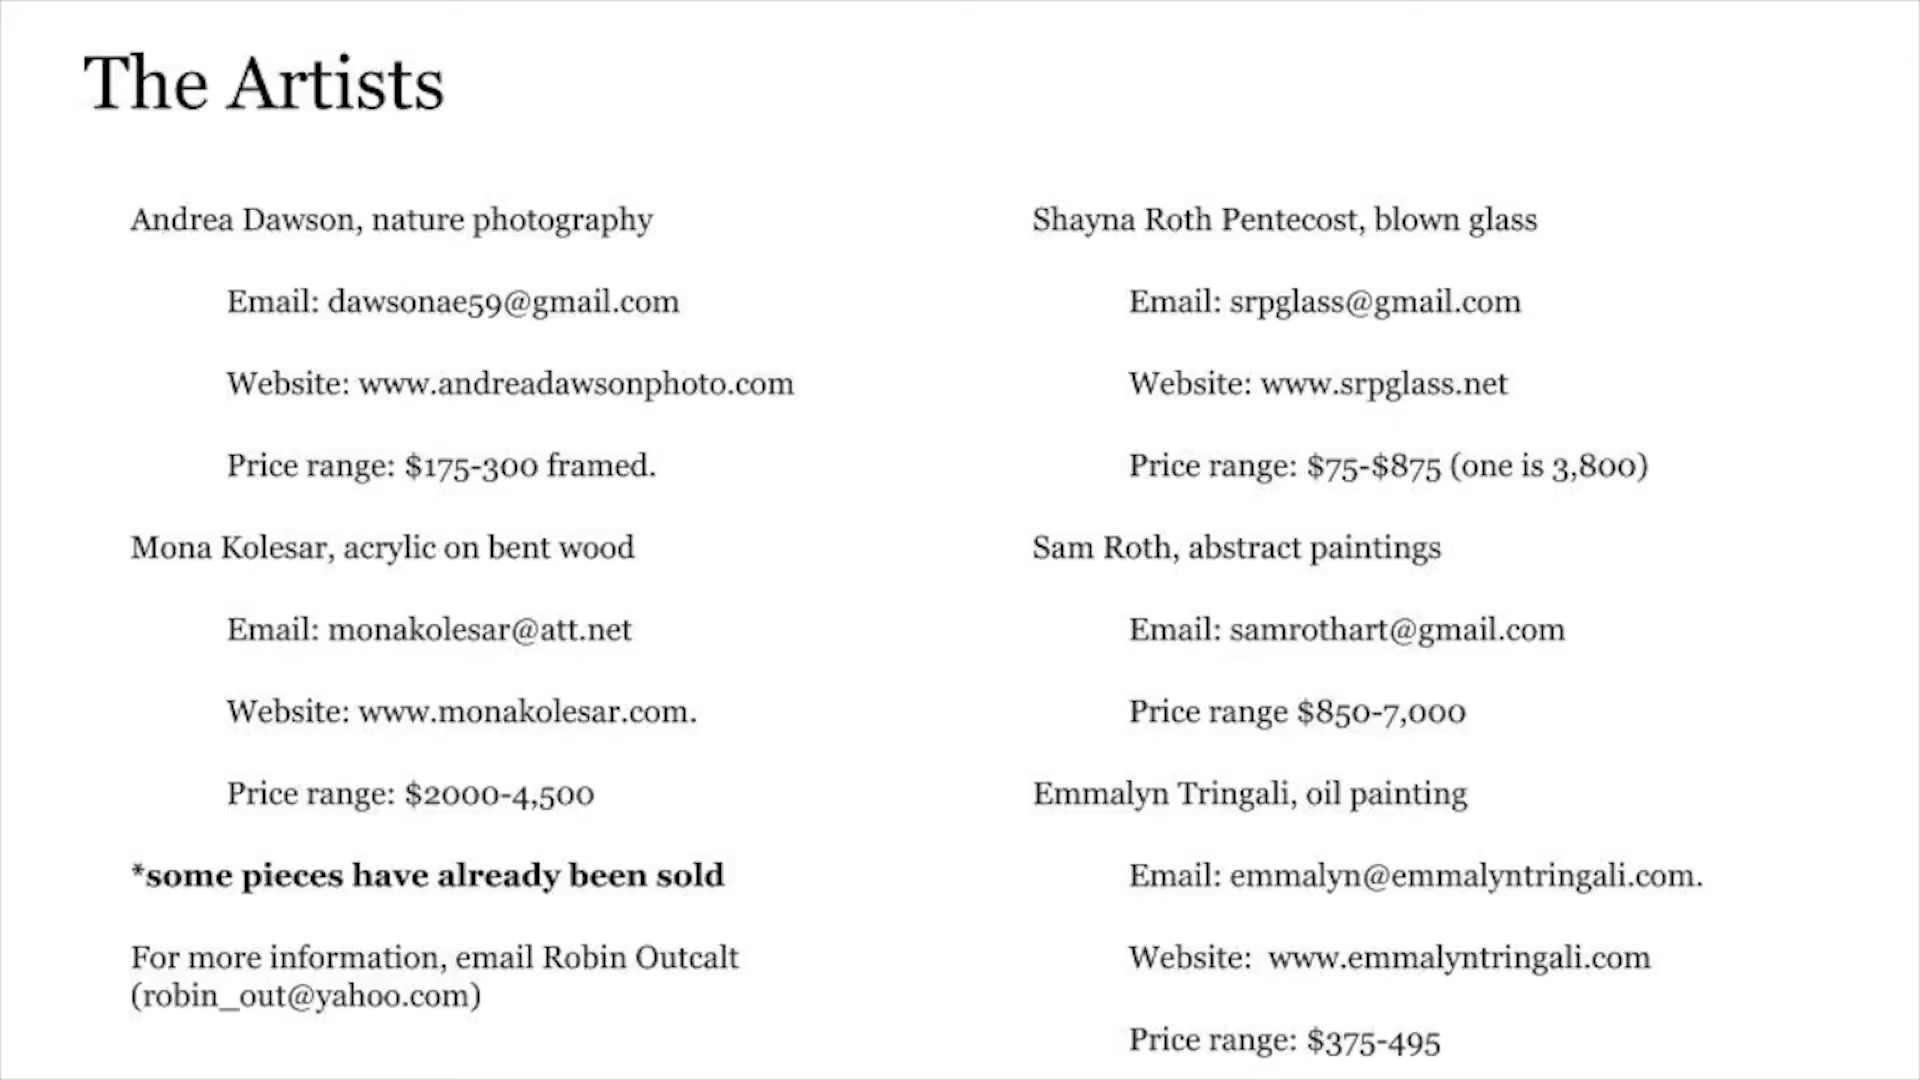 The Artists
Andrea Dawson, nature photography
Email: dawsonae59@gmail.com
Website: www.andreadawsonphoto.com
Price range: $175-300 framed.
Mona Kolesar, acrylic on bent wood
Email: monakolesar@att.net
Website: www.monakolesar.com.
Price range: $2000-4,500
*some pieces have already been sold
For more information, email Robin Outcalt
(robin_out@yahoo.com)
Shayna Roth Pentecost, blown glass
Email: srpglass@gmail.com
Website: www.srpglass.net
Price range: $75-$875 (one is 3,800)
Sam Roth, abstract paintings
Email: samrothart@gmail.com
Price range $850-7,000
Emmalyn Tringali, oil painting
Email: emmalyn@emmalyntringali.com.
Website:  www.emmalyntringali.com
Price range: $375-495